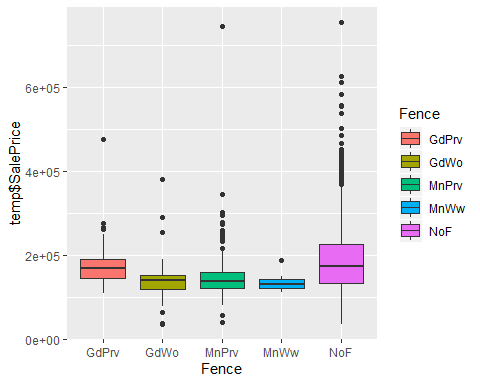 temp$SalePrice
6e+05
4e+05
2e+05
0e+00
GdPrv
GdWo
MnPrv
MnWw
NoF
Fence
Fence
GdPrv
GdWo
MnPrv
MnWw
NoF